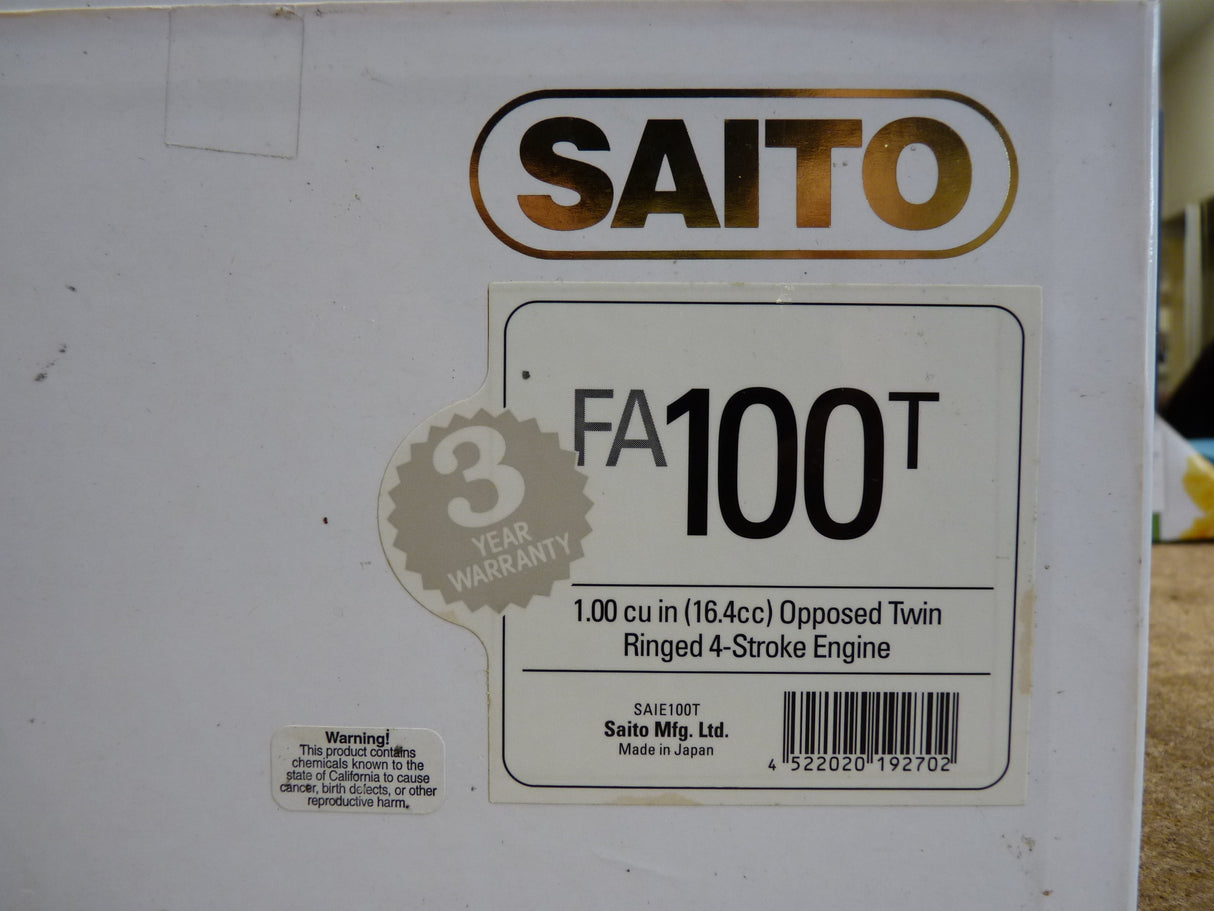 SAITO
FA100T
3
YEAR
WARRANTY
1.00 cu in (16.4cc) Opposed Twin
Ringed 4-Stroke Engine
SAIE100T
Saito Mfg. Ltd.
Made in Japan
4 522020 192702
Warning!
This product contains
chemicals known to the
state of California to cause
cancer, birth defects, or other
reproductive harm.